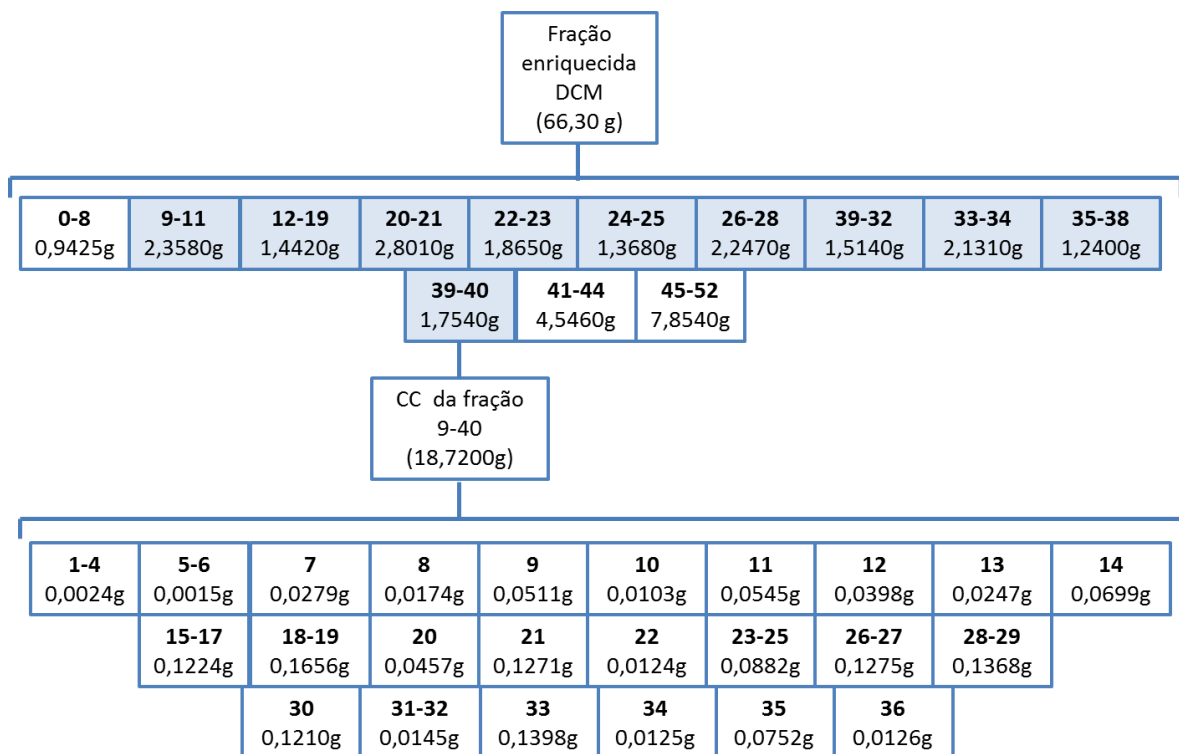 Fração
enriquecida
DCM
(66,30 g)
0-8 9-11 12-19 20-21 22-23 24-25 26-28 39-32 33-34 35-38
0,9425g 2,3580g 1,4420g 2,8010g 1,8650g 1,3680g 2,2470g 1,5140g 2,1310g 1,2400g
39-40 41-44 45-52
1,7540g 4,5460g 7,8540g
CC da fração
9-40
(18,7200g)
1-4 5-6 7 8 9 10 11 12 13 14
0,0024g 0,0015g 0,0279g 0,0174g 0,0511g 0,0103g 0,0545g 0,0398g 0,0247g 0,0699g
15-17 18-19 20 21 22 23-25 26-27 28-29
0,1224g 0,1656g 0,0457g 0,1271g 0,0124g 0,0882g 0,1275g 0,1368g
30 31-32 33 34 35 36
0,1210g 0,0145g 0,1398g 0,0125g 0,0752g 0,0126g